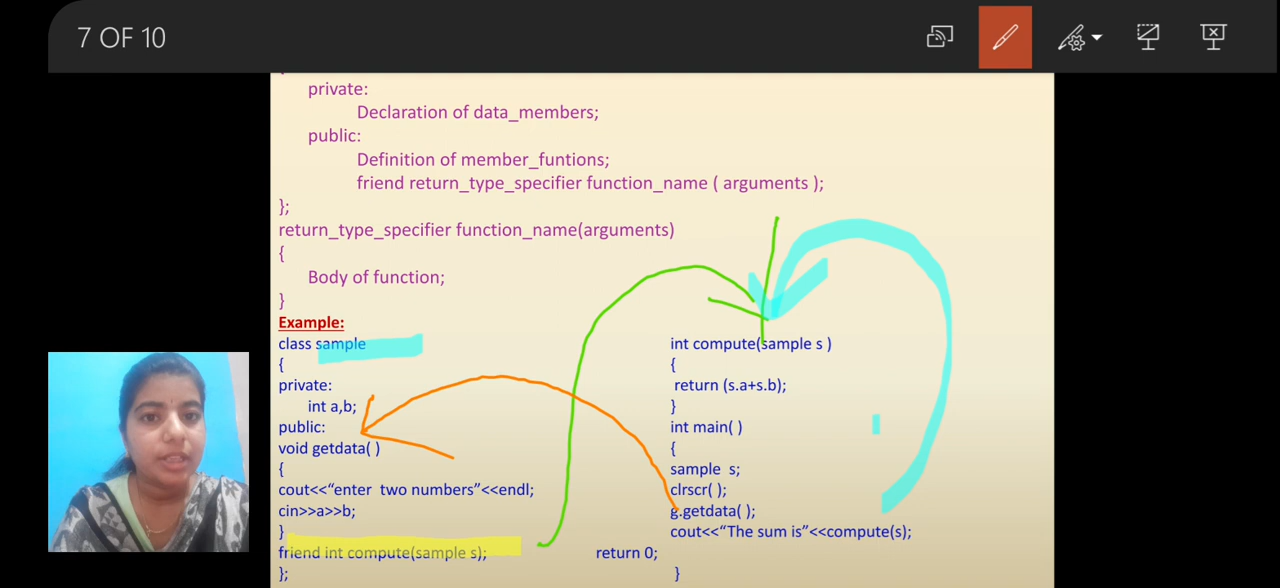 7 OF 10
private:
Declaration of data_members;
public:
Definition of member_funtions;
friend return_type_specifier function_name ( arguments );
};
return_type_specifier function_name(arguments)
{
Body of function;
}
Example:
class sample
{
private:
int a,b;
public:
void getdata( )
{
cout<<“enter  two numbers”<<endl;
cin>>a>>b;
}
friend int compute(sample s);
};
int compute(sample s )
{
return (s.a+s.b);
}
int main( )
{
sample  s;
clrscr( );
g.getdata( );
cout<<“The sum is”<<compute(s);
return 0;
}